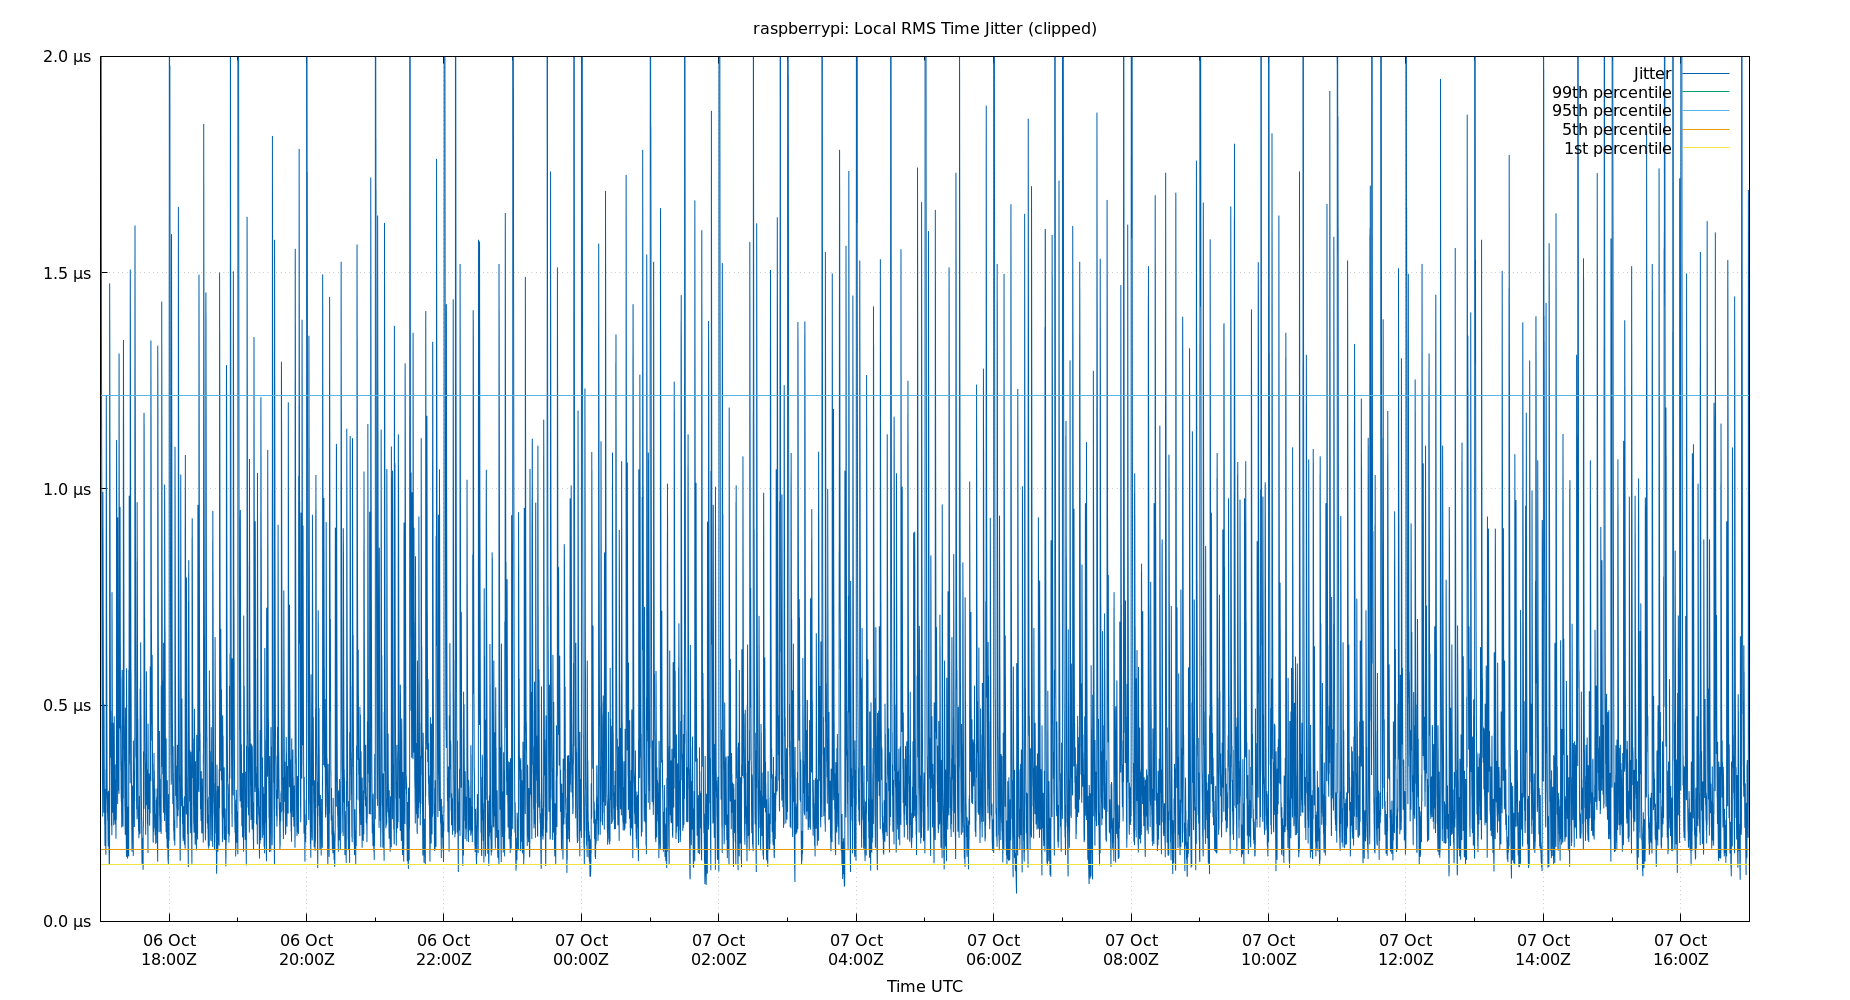 raspberrypi: Local RMS Time Jitter (clipped)
2.0 µs
1.5 µs
1.0 µs
0.5 µs
0.0 µs
Jitter
99th percentile
95th percentile
5th percentile
1st percentile
06 Oct 06 Oct 06 Oct 07 Oct 07 Oct 07 Oct 07 Oct 07 Oct 07 Oct 07 Oct 07 Oct 07 Oct
18:00Z 20:00Z 22:00Z 00:00Z 02:00Z 04:00Z 06:00Z 08:00Z 10:00Z 12:00Z 14:00Z 16:00Z
Time UTC